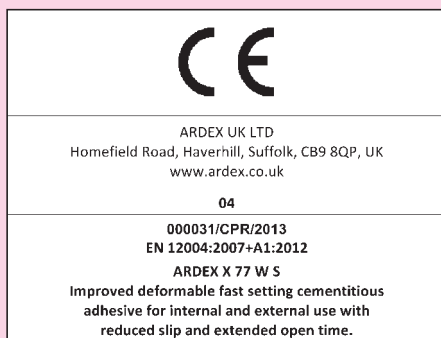 CE
ARDEX UK LTD
Homefield Road, Haverhill, Suffolk, CB9 8QP, UK
www.ardex.co.uk
04
000031/CPR/2013
EN 12004:2007+A1:2012
ARDEX X 77 W S
Improved deformable fast setting cementitious
adhesive for internal and external use with
reduced slip and extended open time.